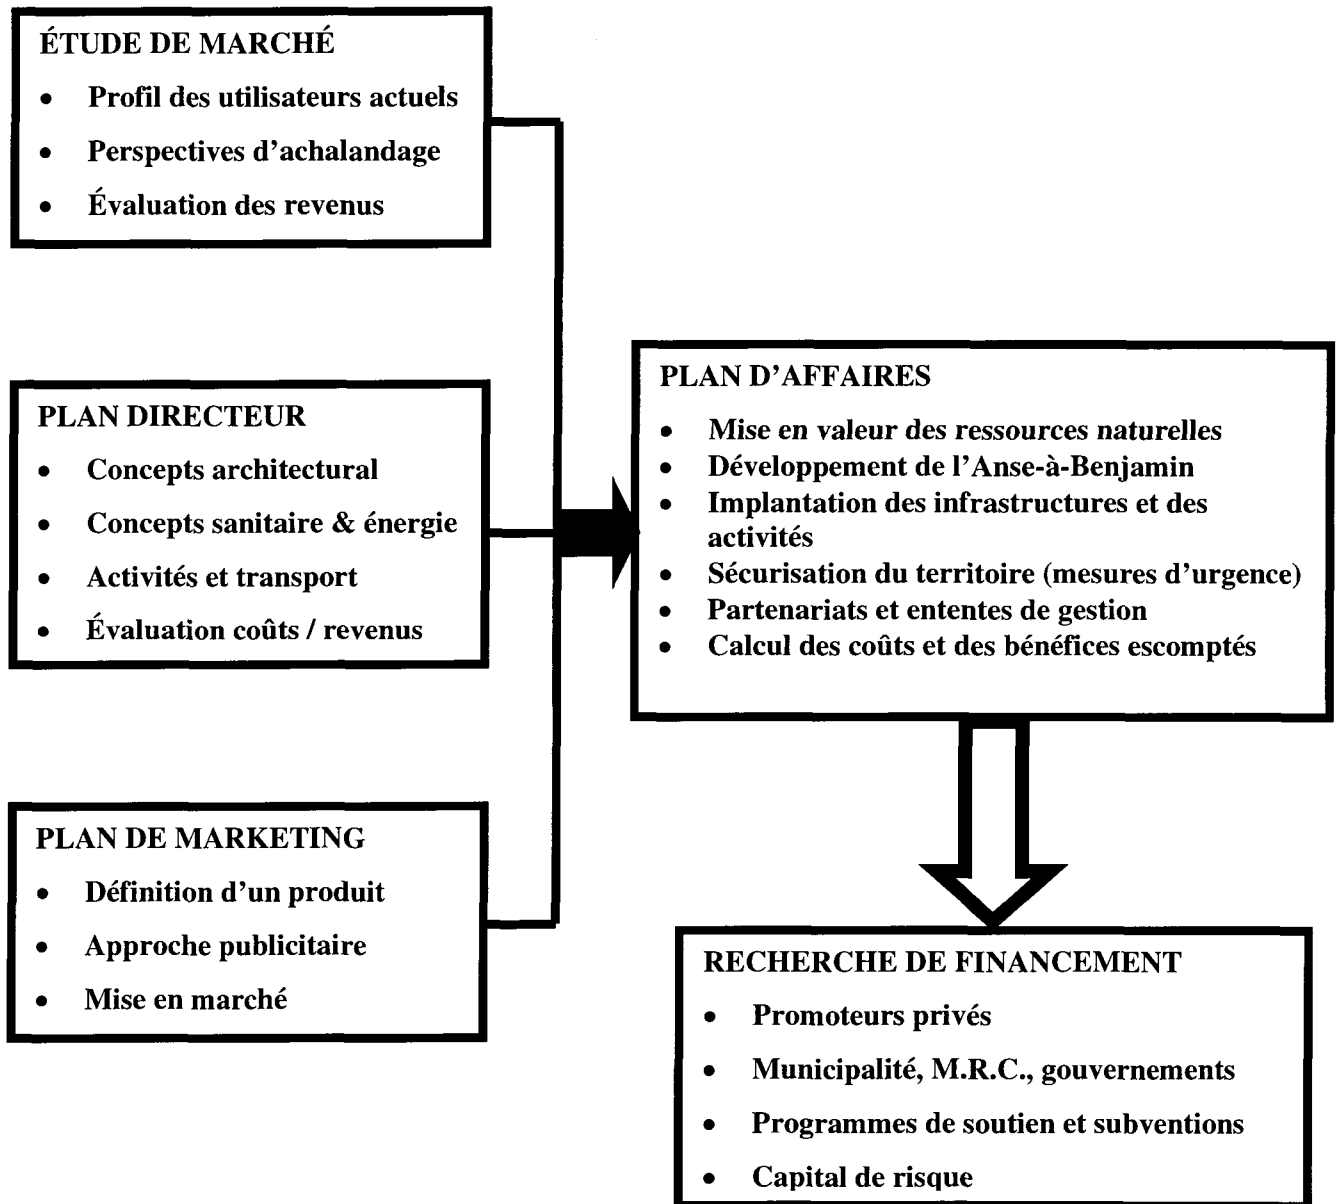 ÉTUDE DE MARCHÉ
• Profil des utilisateurs actuels
• Perspectives d'achalandage
• Évaluation des revenus
PLAN DIRECTEUR
• Concepts architectural
• Concepts sanitaire & énergie
• Activités et transport
• Évaluation coûts / revenus
PLAN DE MARKETING
• Définition d'un produit
• Approche publicitaire
• Mise en marché
PLAN D'AFFAIRES
• Mise en valeur des ressources naturelles
• Développement de l'Anse-à-Benjamin
• Implantation des infrastructures et des
activités
• Sécurisation du territoire (mesures d'urgence)
• Partenariats et ententes de gestion
• Calcul des coûts et des bénéfices escomptés
RECHERCHE DE FINANCEMENT
• Promoteurs privés
• Municipalité, M.R.C., gouvernements
• Programmes de soutien et subventions
• Capital de risque